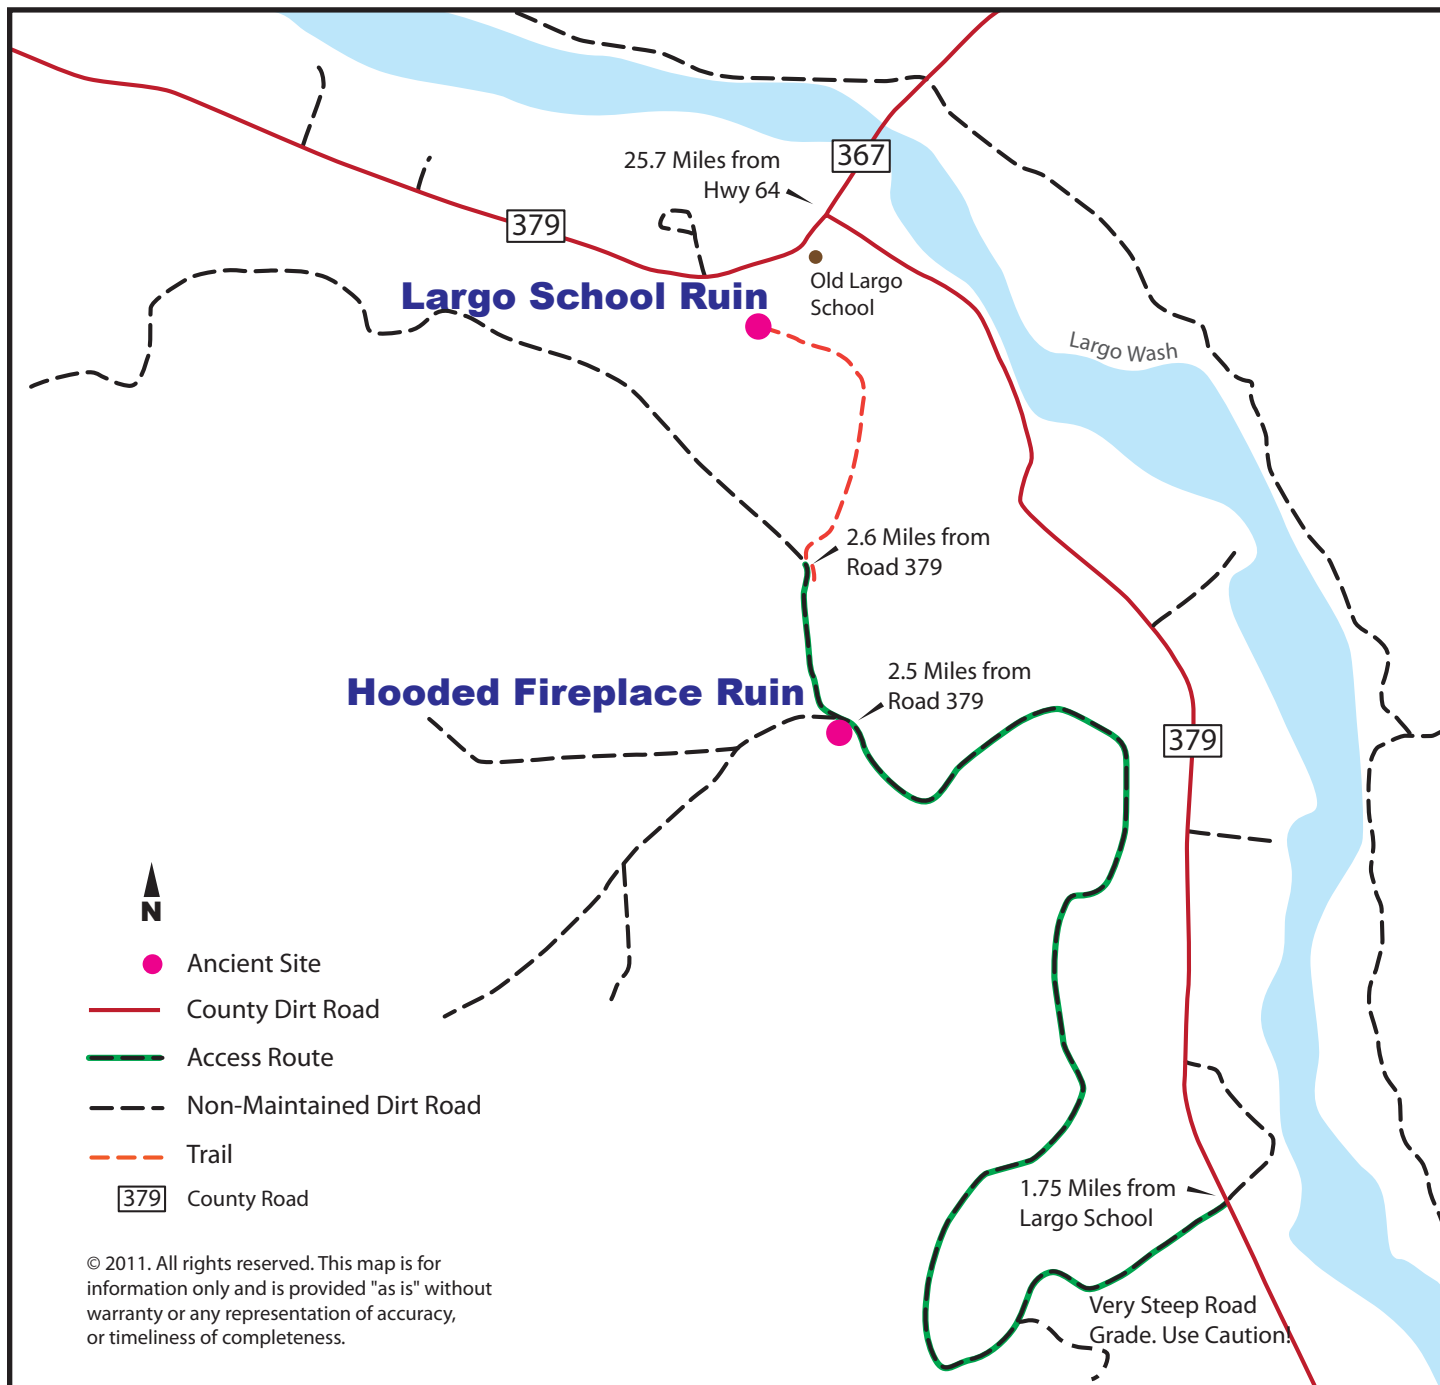 367
25.7 Miles from
Hwy 64
379
Old Largo
School
Largo School Ruin
Largo Wash
2.6 Miles from
Road 379
2.5 Miles from
Road 379
Hooded Fireplace Ruin
379
N
Ancient Site
County Dirt Road
Access Route
Non-Maintained Dirt Road
Trail
379 County Road
1.75 Miles from
Largo School
Very Steep Road
Grade. Use Caution!
© 2011. All rights reserved. This map is for
information only and is provided "as is" without
warranty or any representation of accuracy,
or timeliness of completeness.